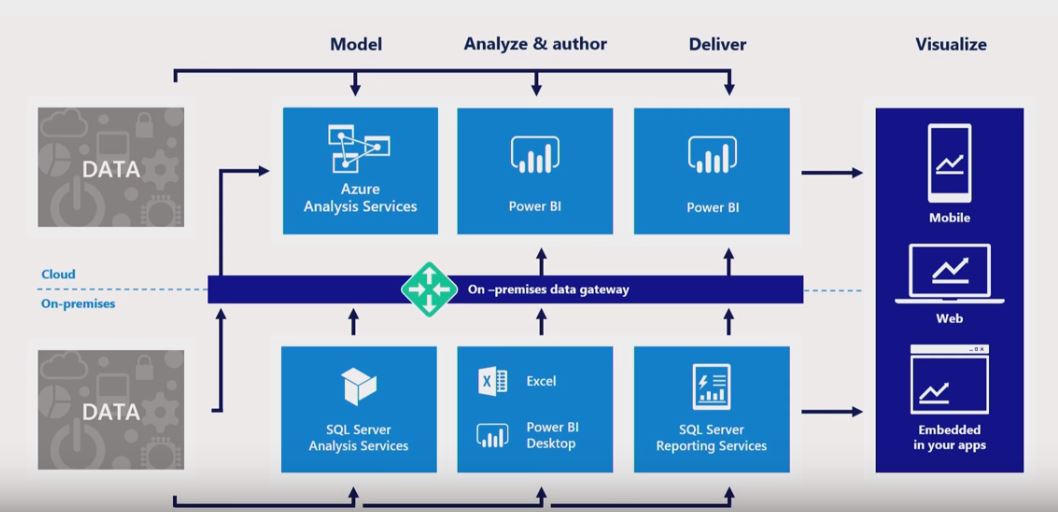 Model
Analyze & author
Deliver
Visualize
DATA
Azure
Analysis Services
Power BI
Power BI
Mobile
Cloud
On-premises
On –premises data gateway
Web
DATA
SQL Server
Analysis Services
Excel
Power BI
Desktop
SQL Server
Reporting Services
Embedded
in your apps